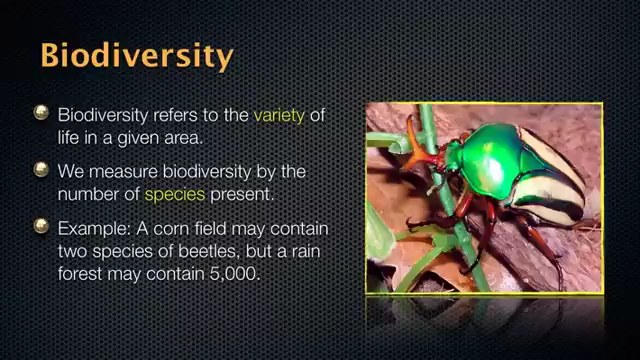 Biodiversity
Biodiversity refers to the variety of
life in a given area.
We measure biodiversity by the
number of species present.
Example: A corn field may contain
two species of beetles, but a rain
forest may contain 5,000.